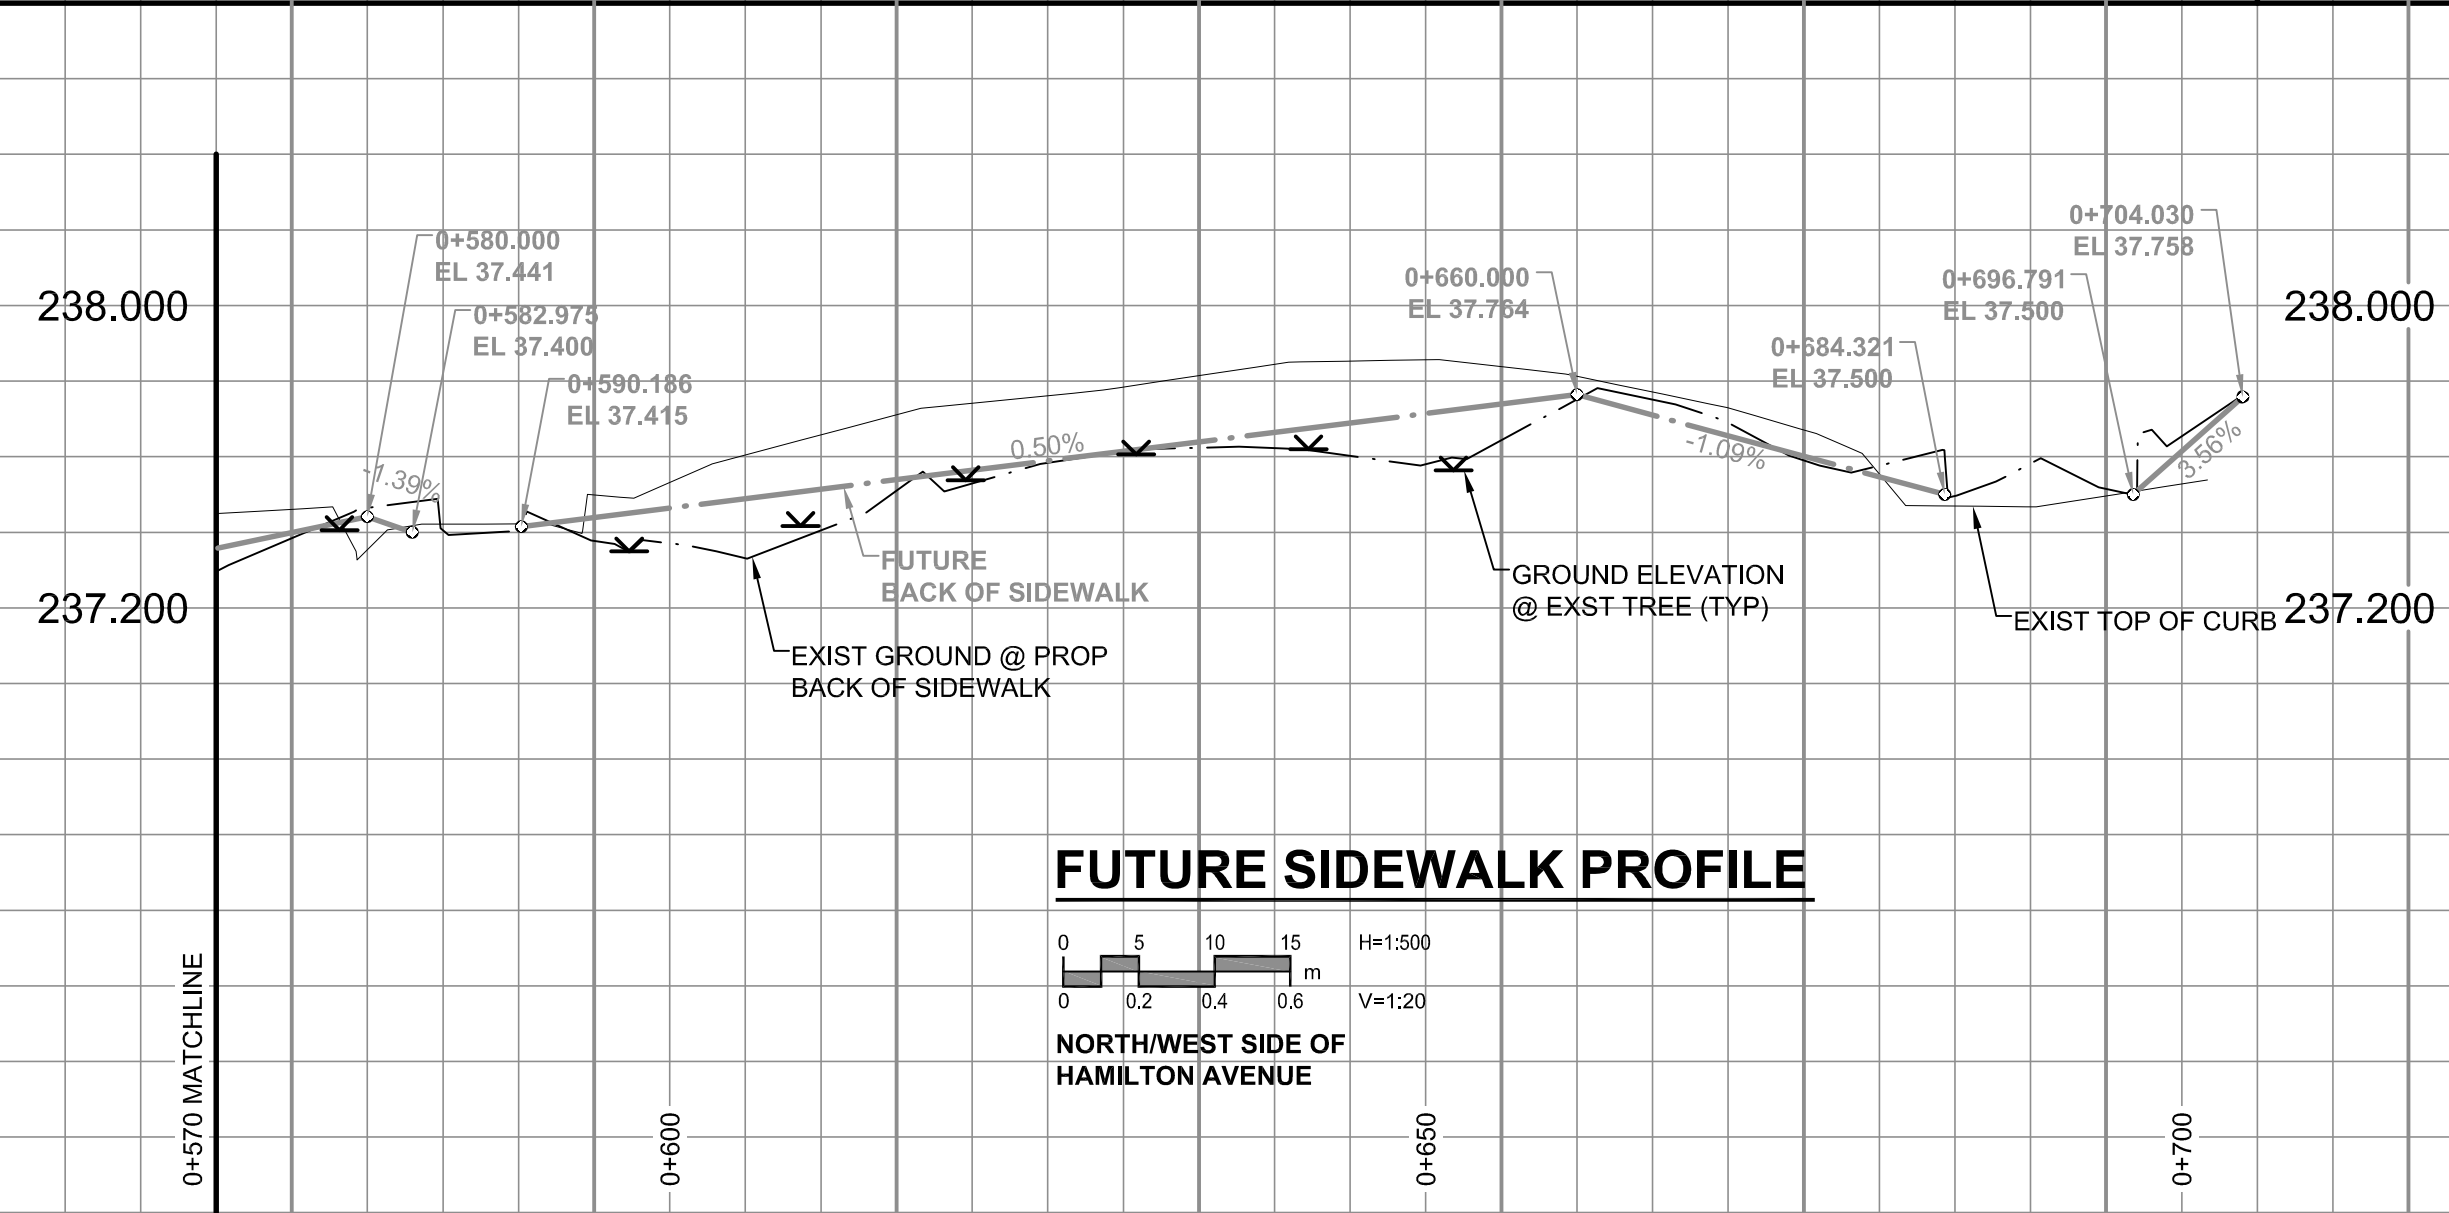 0+580.000
EL 37.441
0+582.975
EL 37.400
0+590.186
EL 37.415
0+660.000
EL 37.764
0+684.321
EL 37.500
0+696.791
EL 37.500
0+704.030
EL 37.758
238.000
238.000
-1.39%
0.50%
-1.09%
3.56%
237.200
237.200
FUTURE
BACK OF SIDEWALK
GROUND ELEVATION
@ EXST TREE (TYP)
EXIST TOP OF CURB
EXIST GROUND @ PROP
BACK OF SIDEWALK
FUTURE SIDEWALK PROFILE
0 5 10 15 H=1:500
m
0 0.2 0.4 0.6 V=1:20
NORTH/WEST SIDE OF
HAMILTON AVENUE
0+570 MATCHLINE
0+600
0+650
0+700